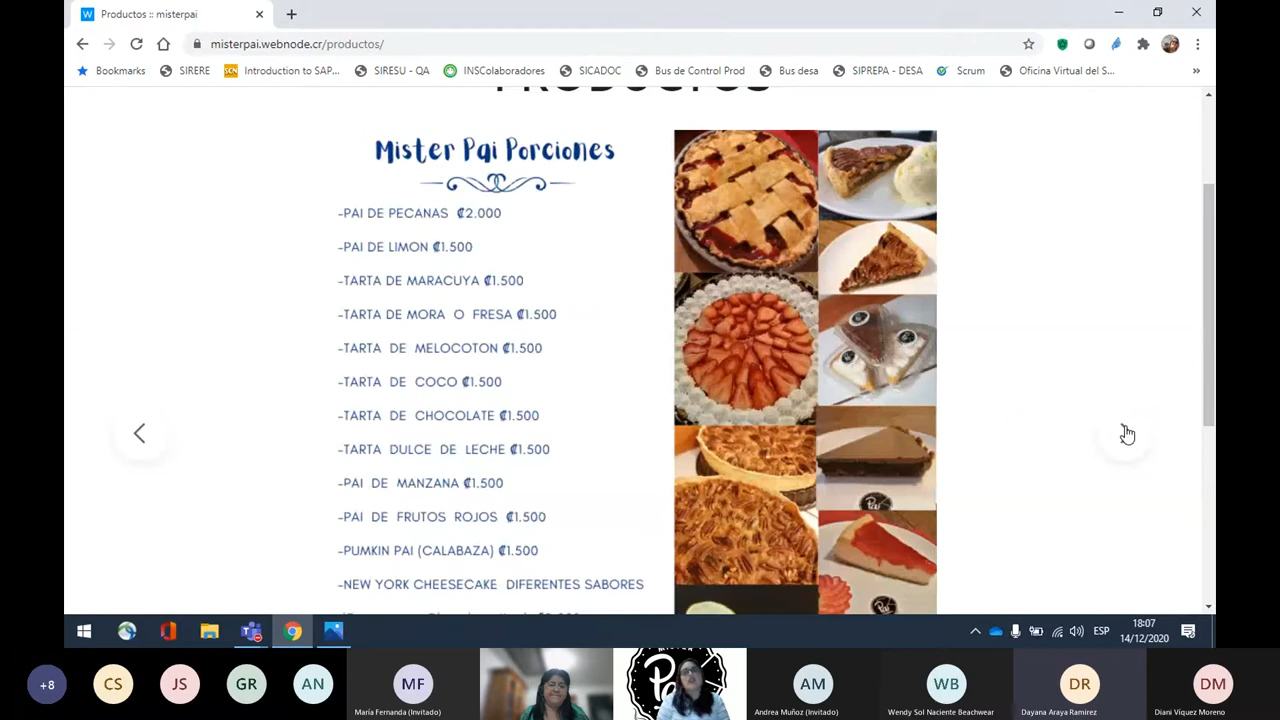 Productos :: misterpai
misterpai.webnode.cr/productos/
Bookmarks SIRERE Introduction to SAP... SIRESU - QA INSColaboradores SICADOC Bus de Control Prod Bus desa SIPREPA - DESA Scrum Oficina Virtual del S...
PRODUCTOS
Mister Pai Porciones
-PAI DE PECANAS ₡2.000
-PAI DE LIMON ₡1.500
-TARTA DE MARACUYA ₡1.500
-TARTA DE MORA O FRESA ₡1.500
-TARTA DE MELOCOTON ₡1.500
-TARTA DE COCO ₡1.500
-TARTA DE CHOCOLATE ₡1.500
-TARTA DULCE DE LECHE ₡1.500
-PAI DE MANZANA ₡1.500
-PAI DE FRUTOS ROJOS ₡1.500
-PUMKIN PAI (CALABAZA) ₡1.500
-NEW YORK CHEESECAKE DIFERENTES SABORES
Pai
ESP
18:07
14/12/2020
+8 CS JS GR AN MF Pai AM WB DR DM
María Fernanda (Invitado) Andrea Muñoz (Invitado) Wendy Sol Naciente Beachwear Dayana Araya Ramírez Diani Víquez Moreno